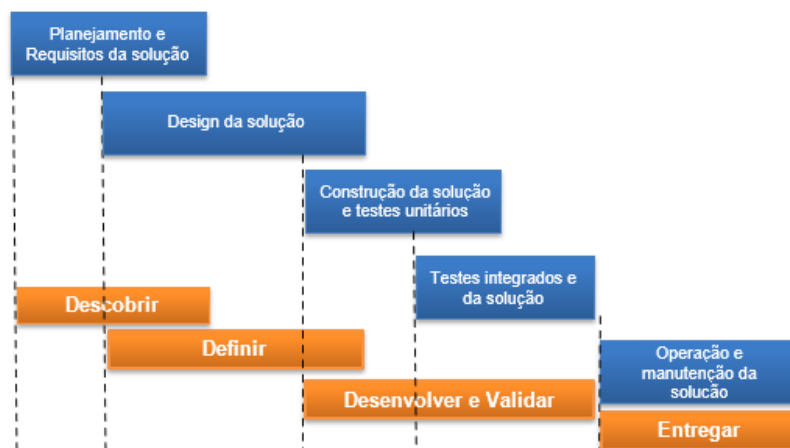 Planejamento e
Requisitos da solução
Design da solução
Construção da solução
e testes unitários
Testes integrados e
da solução
Descobrir
Definir
Operação e
manutenção da
solucão
Desenvolver e Validar
Entregar